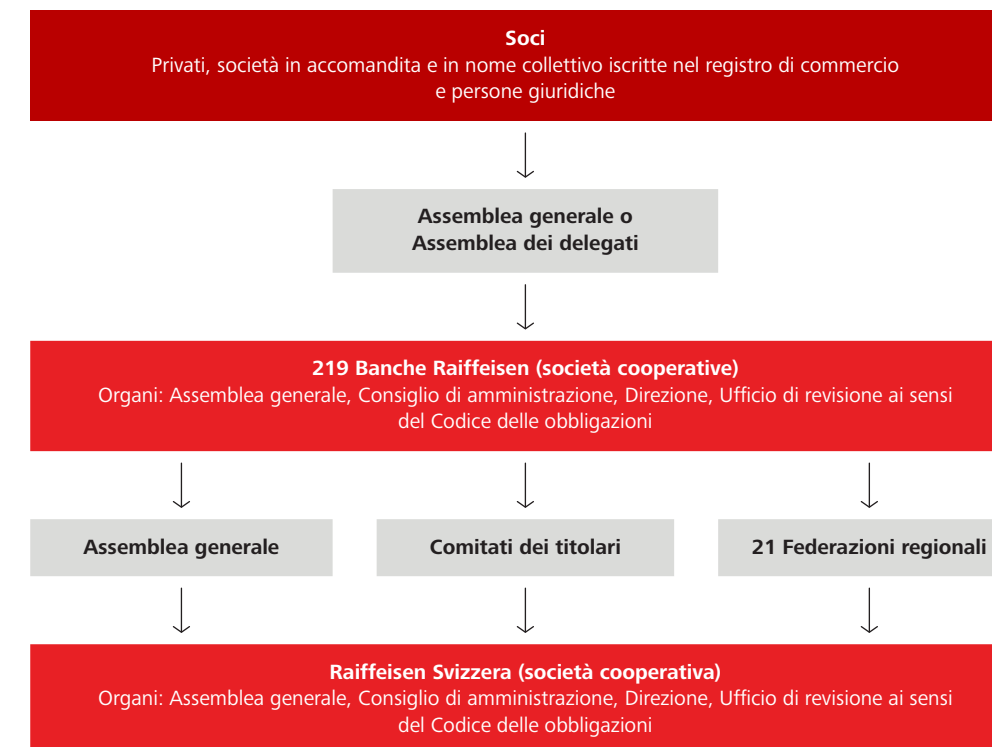 Soci
Privati, società in accomandita e in nome collettivo iscritte nel registro di commercio
e persone giuridiche
Assemblea generale o
Assemblea dei delegati
219 Banche Raiffeisen (società cooperative)
Organi: Assemblea generale, Consiglio di amministrazione, Direzione, Ufficio di revisione ai sensi
del Codice delle obbligazioni
Assemblea generale
Comitati dei titolari
21 Federazioni regionali
Raiffeisen Svizzera (società cooperativa)
Organi: Assemblea generale, Consiglio di amministrazione, Direzione, Ufficio di revisione ai sensi
del Codice delle obbligazioni